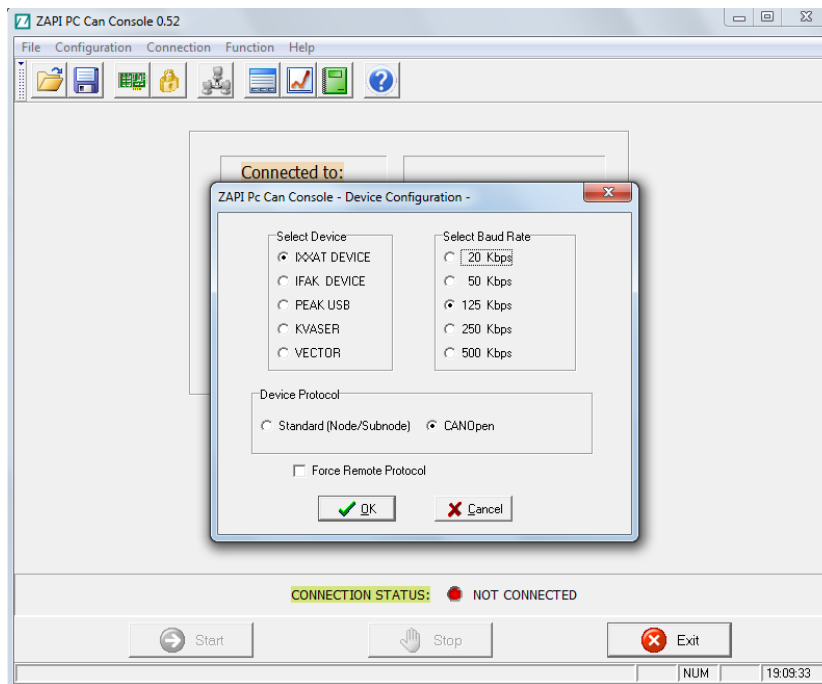 ZAPI PC Can Console 0.52
File Configuration Connection Function Help
Connected to:
ZAPI Pc Can Console - Device Configuration -
Select Device
IXXAT DEVICE
IFAK DEVICE
PEAK USB
KVASER
VECTOR
Select Baud Rate
20 Kbps
50 Kbps
125 Kbps
250 Kbps
500 Kbps
Device Protocol
Standard (Node/Subnode) CANOpen
Force Remote Protocol
OK Cancel
CONNECTION STATUS: NOT CONNECTED
Start Stop Exit
NUM 19:09:33